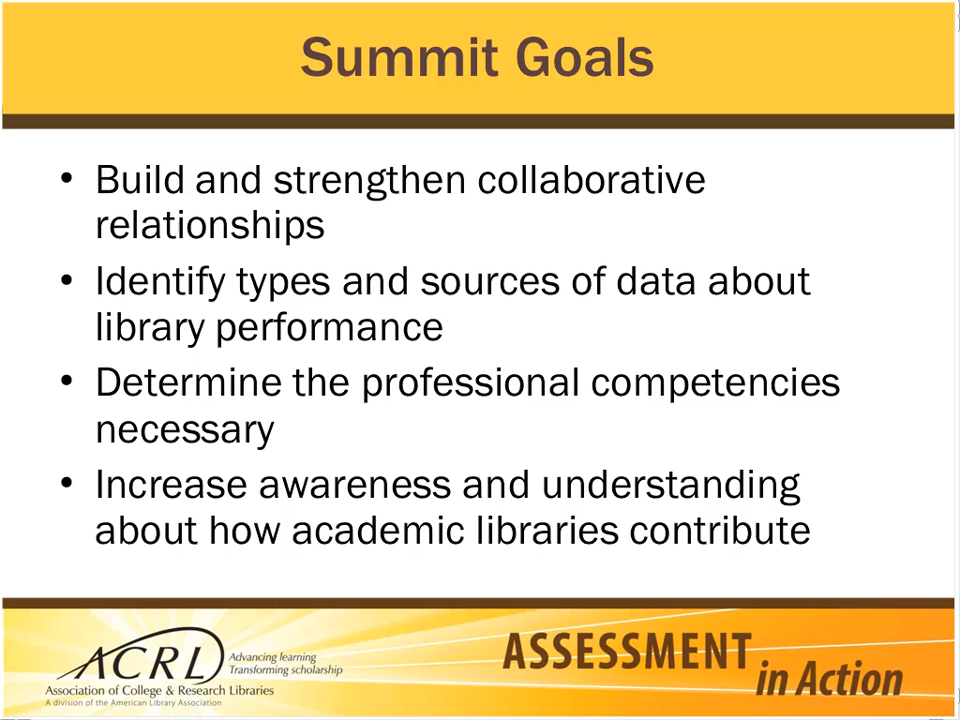 Summit Goals
• Build and strengthen collaborative
relationships
• Identify types and sources of data about
library performance
• Determine the professional competencies
necessary
• Increase awareness and understanding
about how academic libraries contribute
ACRL
Advancing learning
Transforming scholarship
Association of College & Research Libraries
A division of the American Library Association
ASSESSMENT
in Action